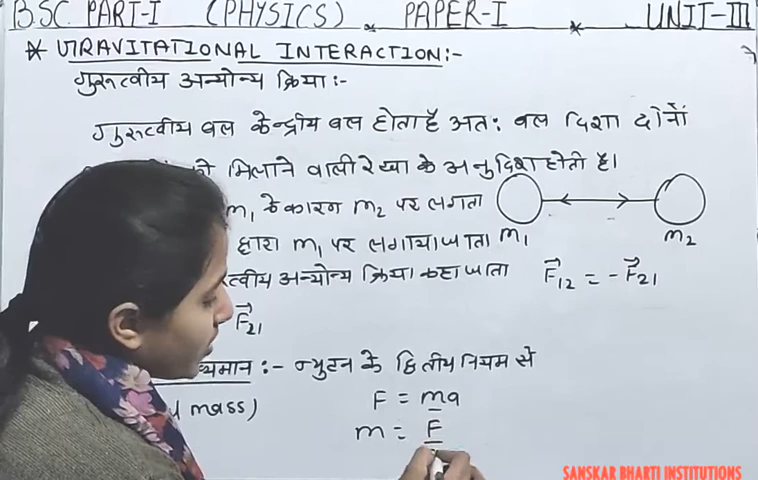 BSC PART-I (PHYSICS) * PAPER-I * UNIT-III
* GRAVITATIONAL INTERACTION:-
गुरुत्वीय अन्योन्य क्रिया:-
गुरुत्वीय बल केन्द्रीय बल होता है अतः बल दिशा दोनों
को मिलाने वाली रेखा के अनुदिश होती है।
m₁ के कारण m₂ पर लगता
द्वारा m₁ पर लगाया जाता
m₁
m₂
अन्योन्य क्रिया कहा जाता
F⃗₁₂ = -F⃗₂₁
F⃗₂₁
:- न्यूटन के द्वितीय नियम से
mass)
F = ma
m = F
SANSKAR BHARTI INSTITUTIONS